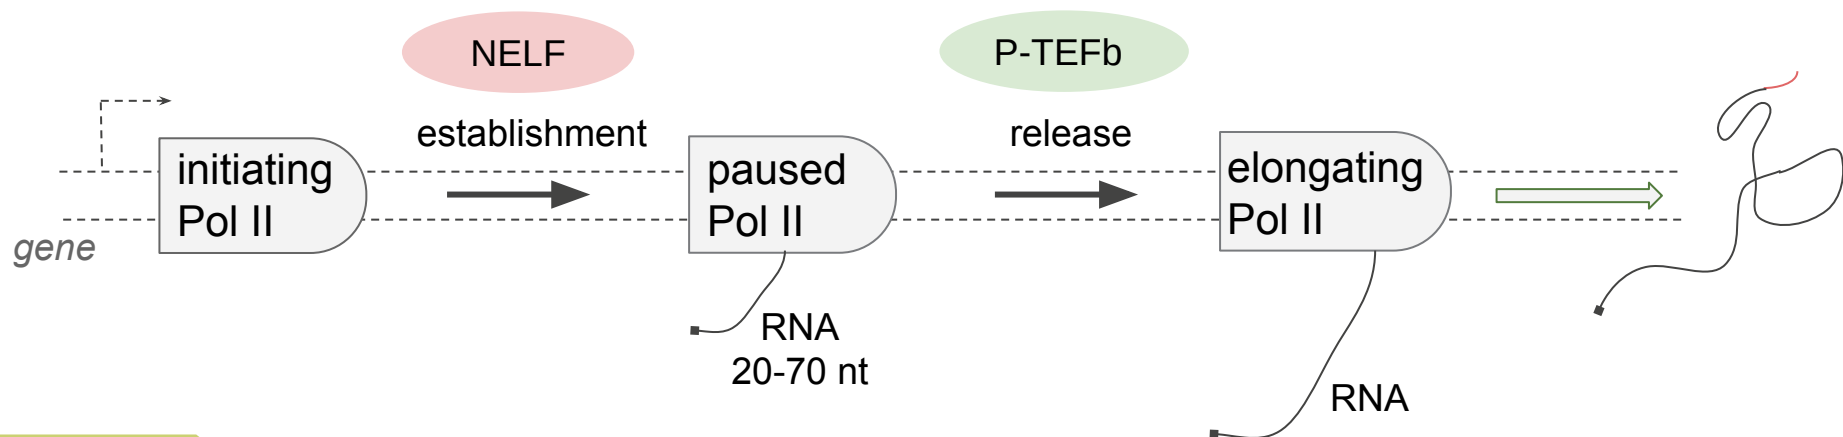 NELF
P-TEFb
establishment
release
initiating
Pol II
paused
Pol II
elongating
Pol II
gene
RNA
20-70 nt
RNA